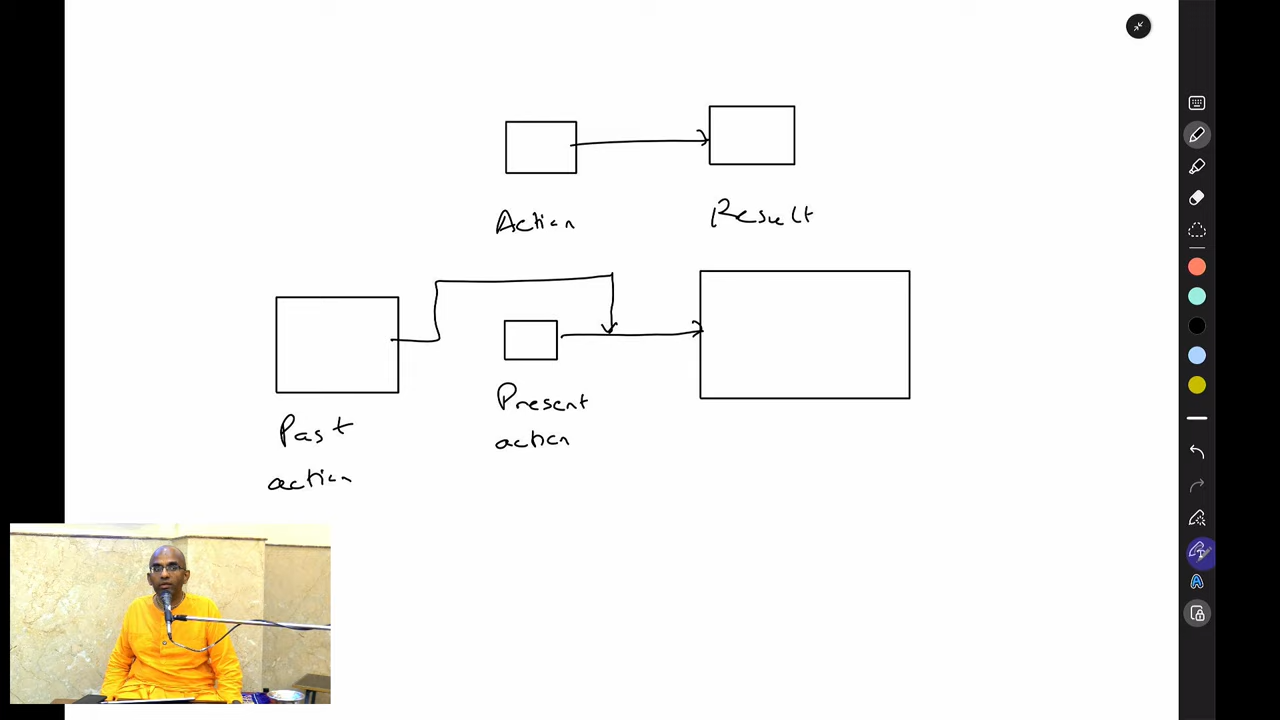 Action
Result
Present
action
Past
action